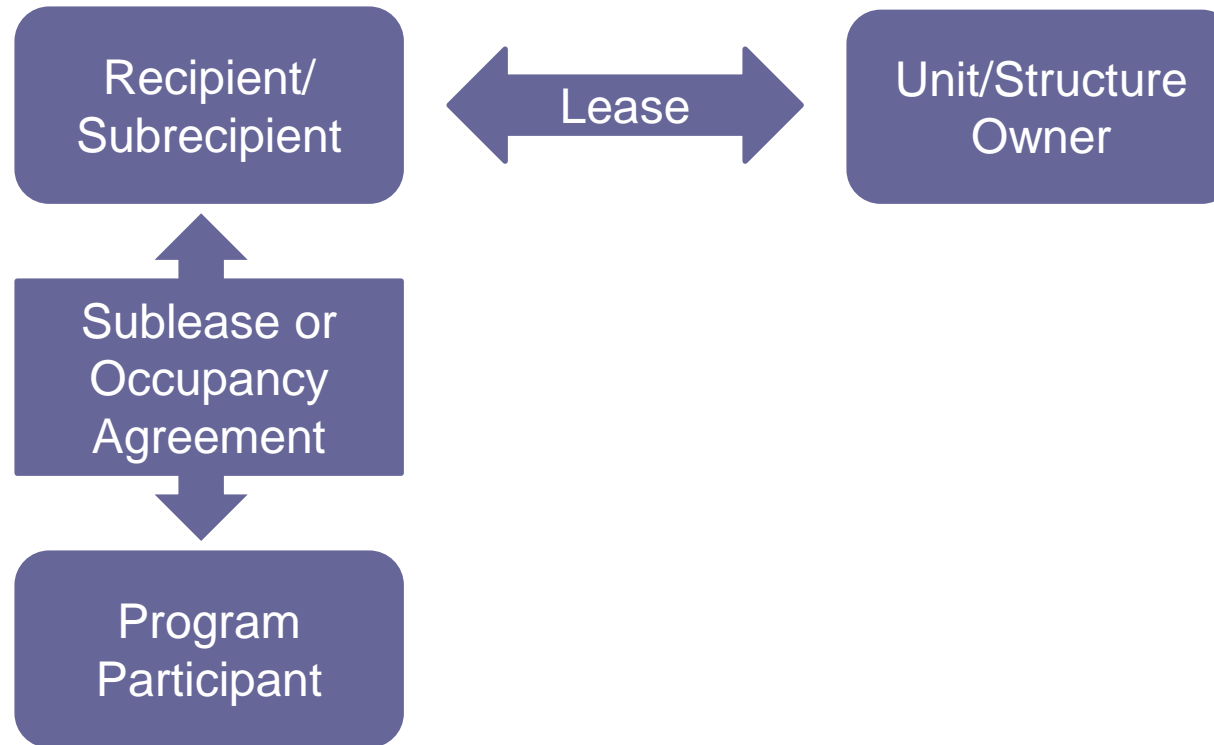 Recipient/
Subrecipient
Lease
Unit/Structure
Owner
Sublease or
Occupancy
Agreement
Program
Participant